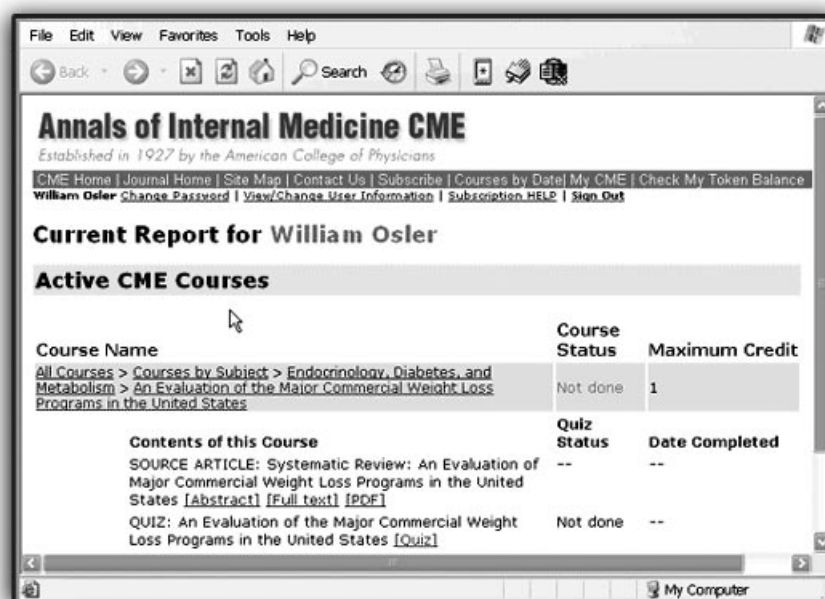 File Edit View Favorites Tools Help
Back Search
Annals of Internal Medicine CME
Established in 1927 by the American College of Physicians
CME Home | Journal Home | Site Map | Contact Us | Subscribe | Courses by Date| My CME | Check My Token Balance
William Osler Change Password | View/Change User Information | Subscription HELP | Sign Out
Current Report for William Osler
Active CME Courses
Course Name Course Status Maximum Credit
All Courses > Courses by Subject > Endocrinology, Diabetes, and
Metabolism > An Evaluation of the Major Commercial Weight Loss
Programs in the United States
Not done 1
Contents of this Course Quiz Status Date Completed
SOURCE ARTICLE: Systematic Review: An Evaluation of
Major Commercial Weight Loss Programs in the United
States [Abstract] [Full text] [PDF]
-- --
QUIZ: An Evaluation of the Major Commercial Weight
Loss Programs in the United States [Quiz]
Not done --
My Computer